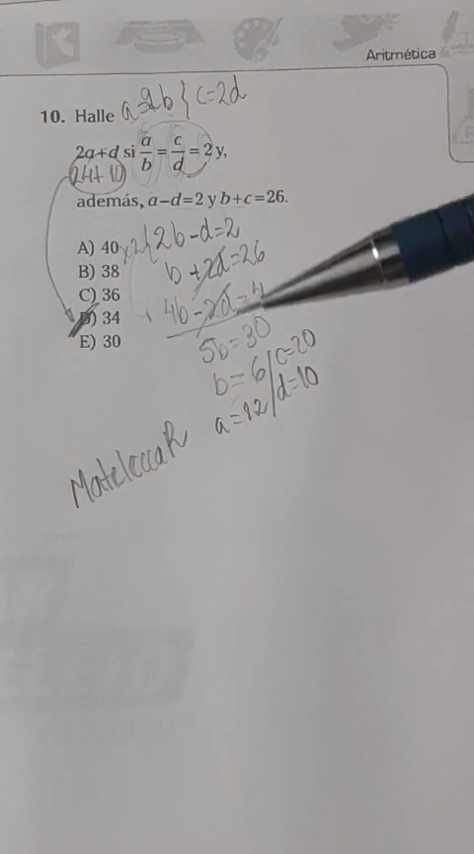 Aritmética
10. Halle a=2b { c=2d
2a+d si a/b = c/d = 2 y,
24+10
además, a−d=2 y b+c=26.
A) 40 x2{ 2b-d=2
B) 38 b+2d=26
C) 36 4b-2d=4
D) 34 5b=30
E) 30 b=6 / c=20
a=12 / d=10